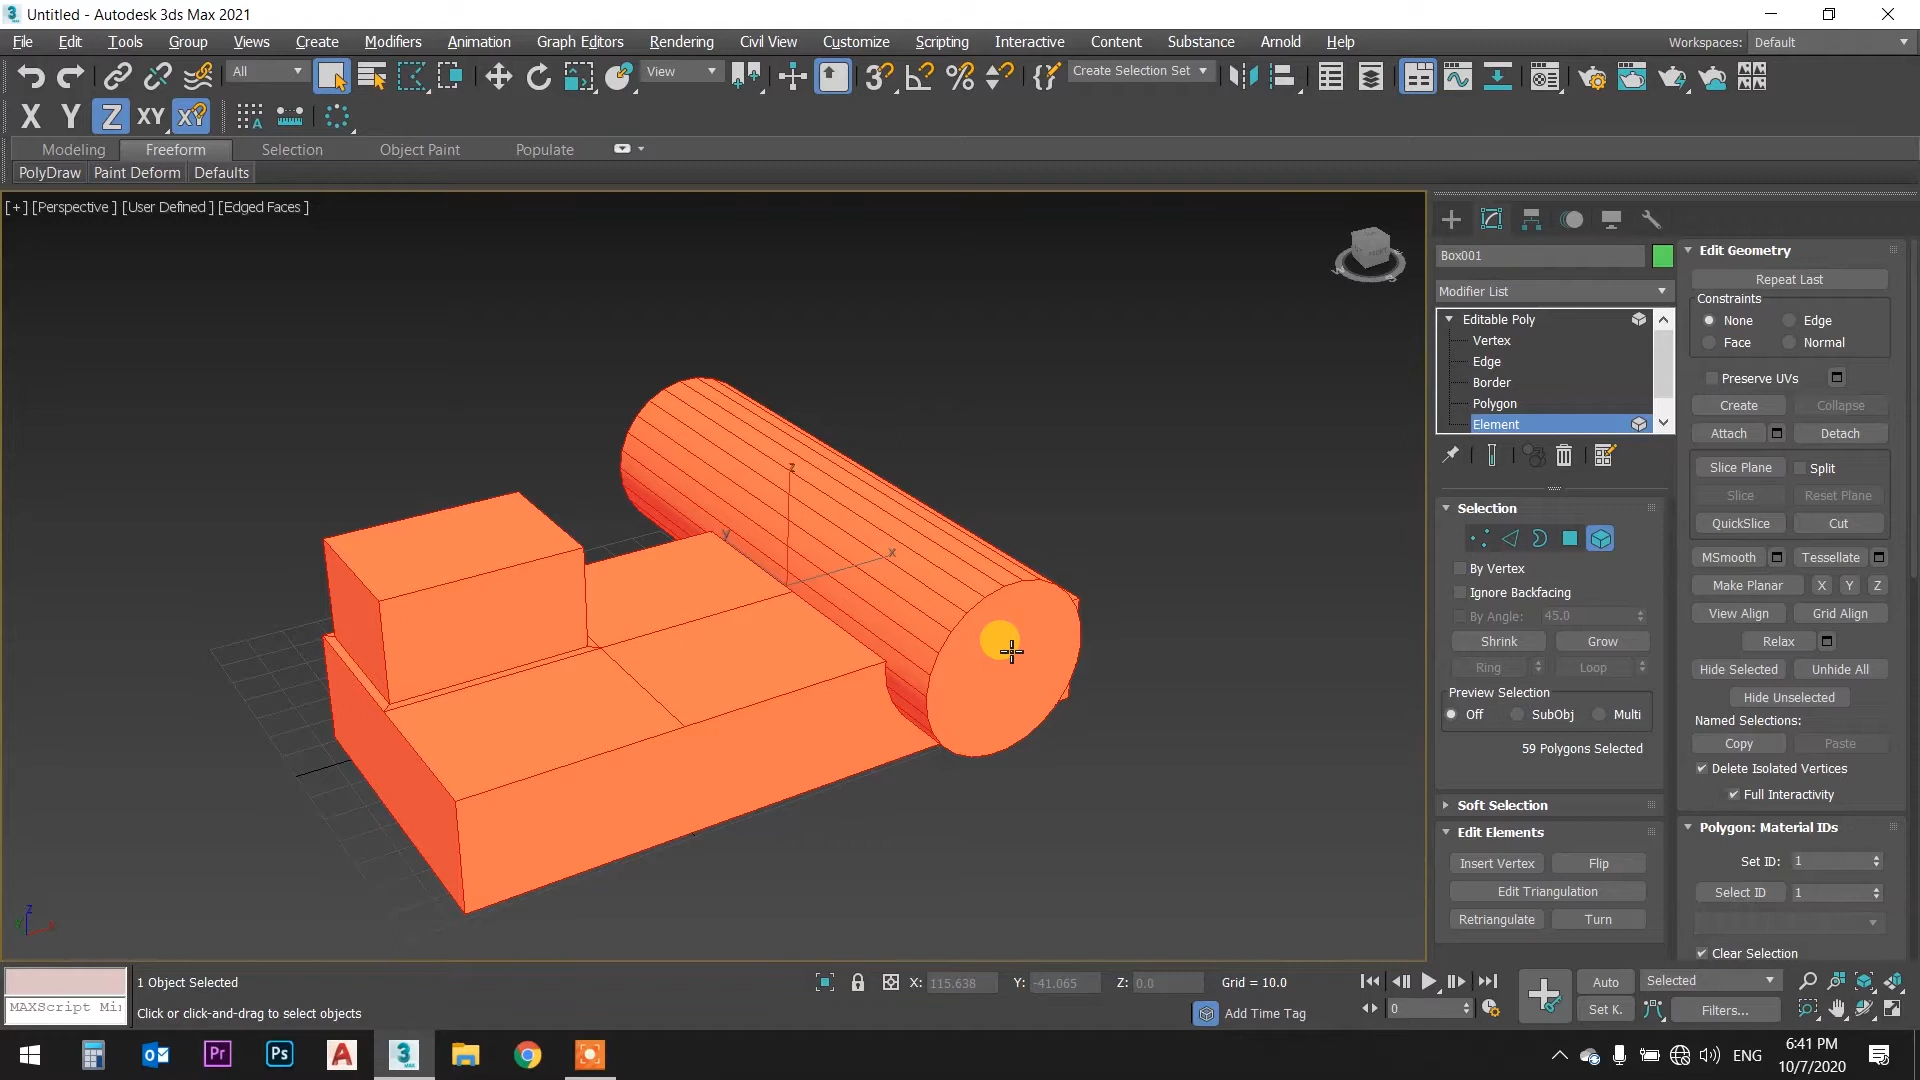 Untitled - Autodesk 3ds Max 2021
File Edit Tools Group Views Create Modifiers Animation Graph Editors Rendering Civil View Customize Scripting Interactive Content Substance Arnold Help Workspaces: Default
All View Create Selection Set
X Y Z XY XY
Modeling Freeform Selection Object Paint Populate
PolyDraw Paint Deform Defaults
[+] [Perspective ] [User Defined ] [Edged Faces ]
Box001
Modifier List
Editable Poly
Vertex
Edge
Border
Polygon
Element
Selection
By Vertex
Ignore Backfacing
By Angle: 45.0
Shrink Grow
Ring Loop
Preview Selection
Off SubObj Multi
59 Polygons Selected
Soft Selection
Edit Elements
Insert Vertex Flip
Edit Triangulation
Retriangulate Turn
Edit Geometry
Repeat Last
Constraints
None Edge
Face Normal
Preserve UVs
Create Collapse
Attach Detach
Slice Plane Split
Slice Reset Plane
QuickSlice Cut
MSmooth Tessellate
Make Planar X Y Z
View Align Grid Align
Relax
Hide Selected Unhide All
Hide Unselected
Named Selections:
Copy Paste
Delete Isolated Vertices
Full Interactivity
Polygon: Material IDs
Set ID: 1
Select ID 1
Clear Selection
z
y
x
z
x
1 Object Selected X: 115.638 Y: -41.065 Z: 0.0 Grid = 10.0 Auto Selected
MAXScript Mi Click or click-and-drag to select objects Add Time Tag 0 Set K. Filters...
ENG 6:41 PM
10/7/2020